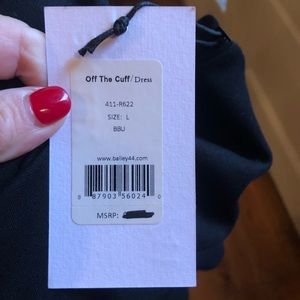 Off The Cuff/Dress
411-R622
SIZE: L
BBU
www.bailey44.com
8 87903 56024 0
MSRP: